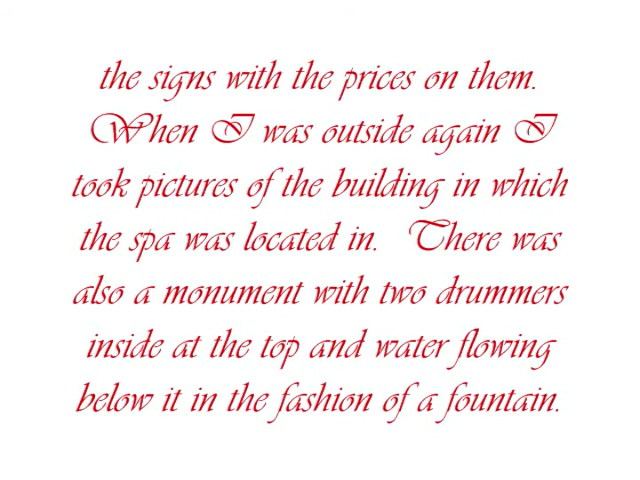 the signs with the prices on them.
When I was outside again I
took pictures of the building in which
the spa was located in.  There was
also a monument with two drummers
inside at the top and water flowing
below it in the fashion of a fountain.